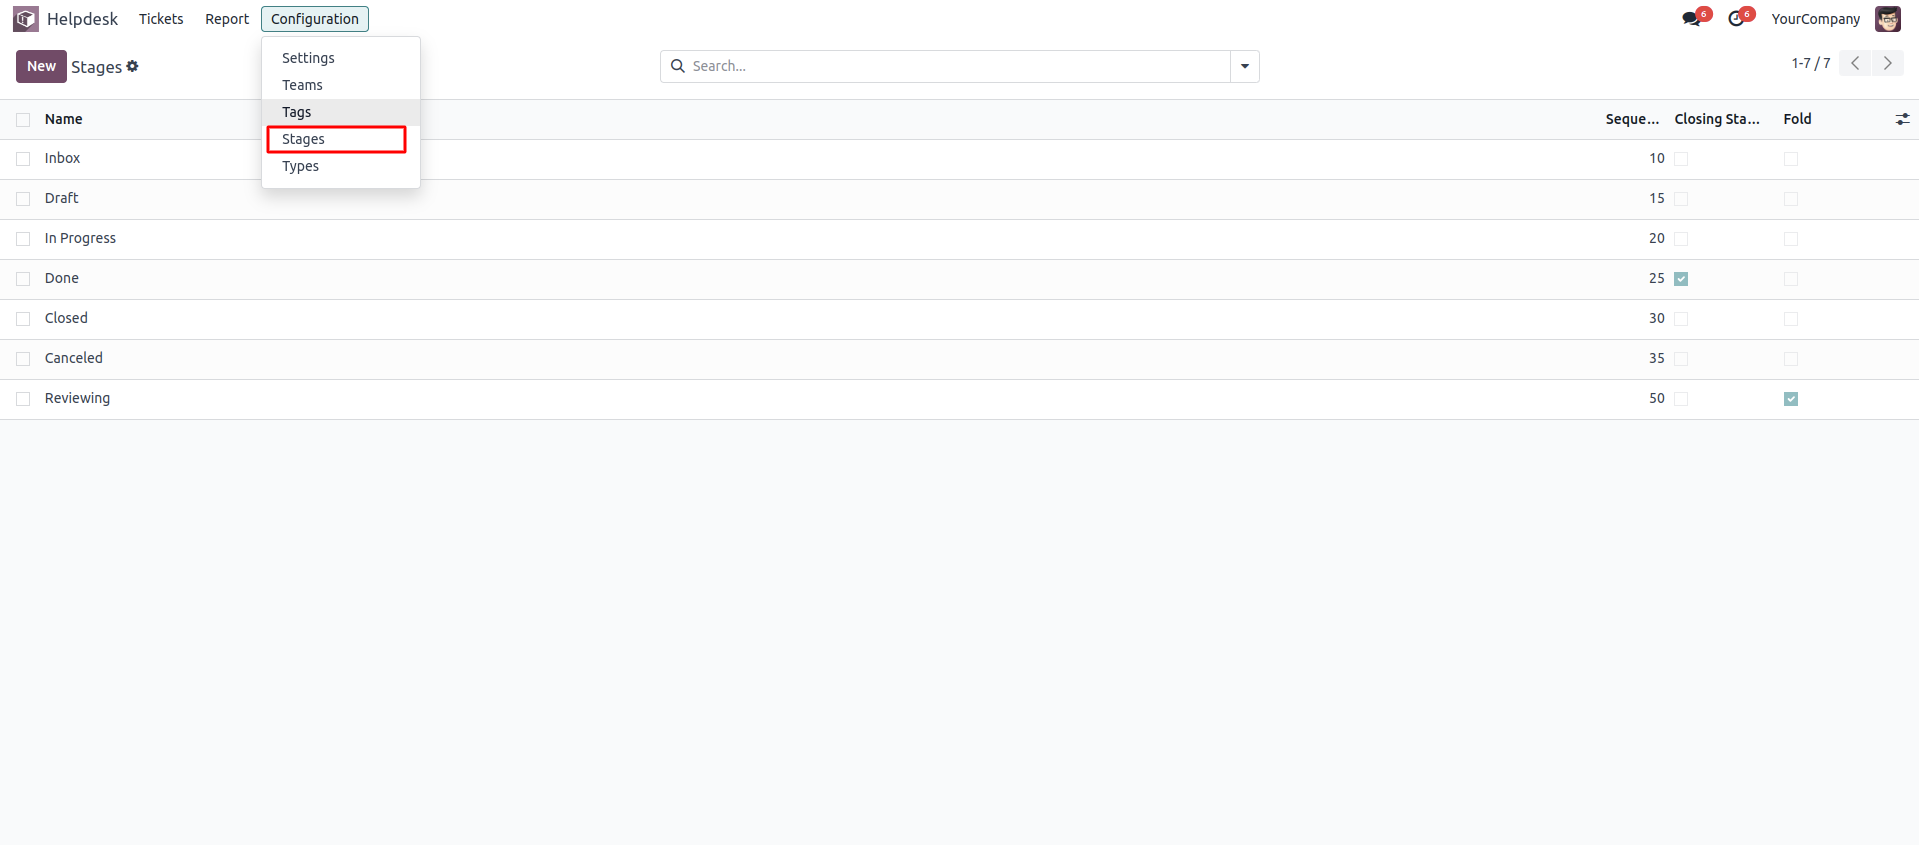 Helpdesk Tickets Report Configuration 6 6 YourCompany
New Stages Search... 1-7 / 7
Settings
Teams
Tags
Stages
Types
Name Seque... Closing Sta... Fold
Inbox 10
Draft 15
In Progress 20
Done 25
Closed 30
Canceled 35
Reviewing 50